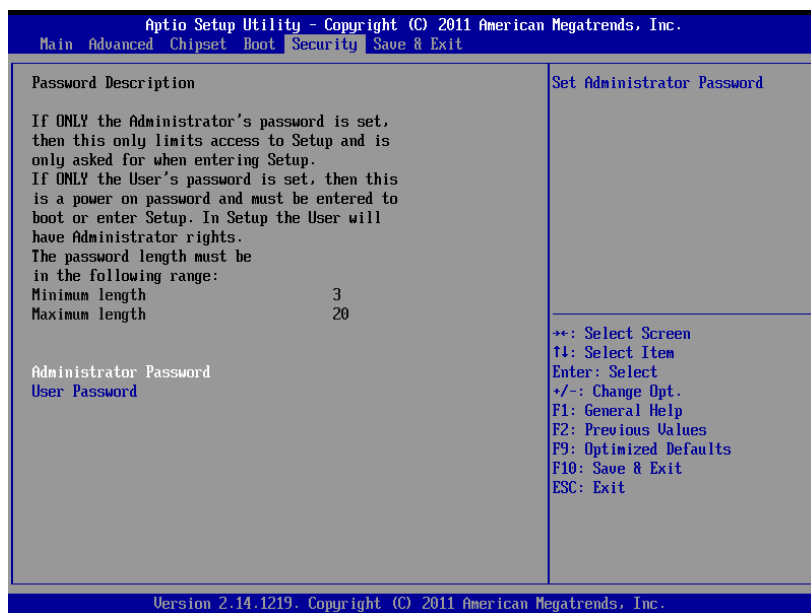 Aptio Setup Utility - Copyright (C) 2011 American Megatrends, Inc.
Main Advanced Chipset Boot Security Save & Exit
Password Description
If ONLY the Administrator's password is set,
then this only limits access to Setup and is
only asked for when entering Setup.
If ONLY the User's password is set, then this
is a power on password and must be entered to
boot or enter Setup. In Setup the User will
have Administrator rights.
The password length must be
in the following range:
Minimum length 3
Maximum length 20
Administrator Password
User Password
Set Administrator Password
→←: Select Screen
↑↓: Select Item
Enter: Select
+/-: Change Opt.
F1: General Help
F2: Previous Values
F9: Optimized Defaults
F10: Save & Exit
ESC: Exit
Version 2.14.1219. Copyright (C) 2011 American Megatrends, Inc.